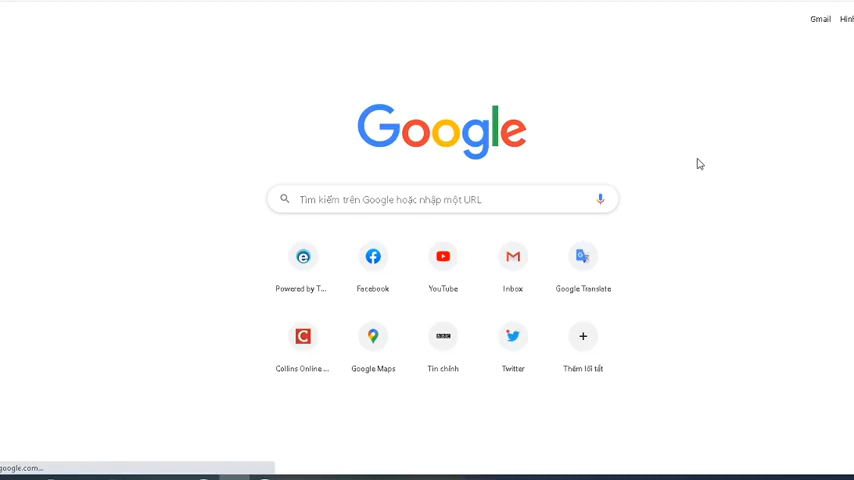 Gmail
Google
Tìm kiếm trên Google hoặc nhập một URL
Powered by T...
Facebook
YouTube
Inbox
Google Translate
Collins Online ...
Google Maps
BBC
Tin chính
Twitter
Thêm lối tắt
google.com...